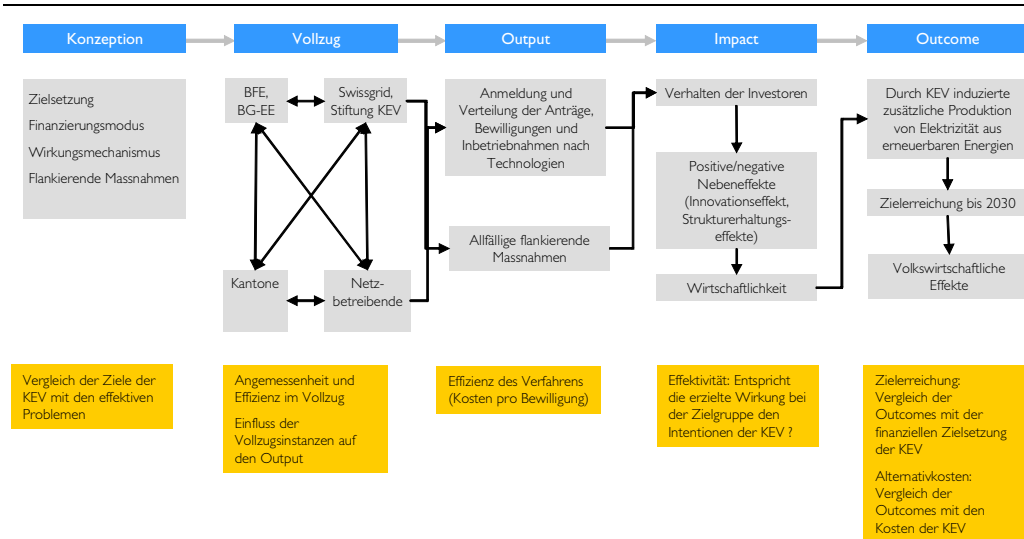 Konzeption
Vollzug
Output
Impact
Outcome
Zielsetzung
Finanzierungsmodus
Wirkungsmechanismus
Flankierende Massnahmen
BFE,
BG-EE
Swissgrid,
Stiftung KEV
Kantone
Netz-
betreibende
Anmeldung und
Verteilung der Anträge,
Bewilligungen und
Inbetriebnahmen nach
Technologien
Allfällige flankierende
Massnahmen
Verhalten der Investoren
Positive/negative
Nebeneffekte
(Innovationseffekt,
Strukturerhaltungs-
effekte)
Wirtschaftlichkeit
Durch KEV induzierte
zusätzliche Produktion
von Elektrizität aus
erneuerbaren Energien
Zielerreichung bis 2030
Volkswirtschaftliche
Effekte
Vergleich der Ziele der
KEV mit den effektiven
Problemen
Angemessenheit und
Effizienz im Vollzug
Einfluss der
Vollzugsinstanzen auf
den Output
Effizienz des Verfahrens
(Kosten pro Bewilligung)
Effektivität: Entspricht
die erzielte Wirkung bei
der Zielgruppe den
Intentionen der KEV ?
Zielerreichung:
Vergleich der
Outcomes mit der
finanziellen Zielsetzung
der KEV
Alternativkosten:
Vergleich der
Outcomes mit den
Kosten der KEV